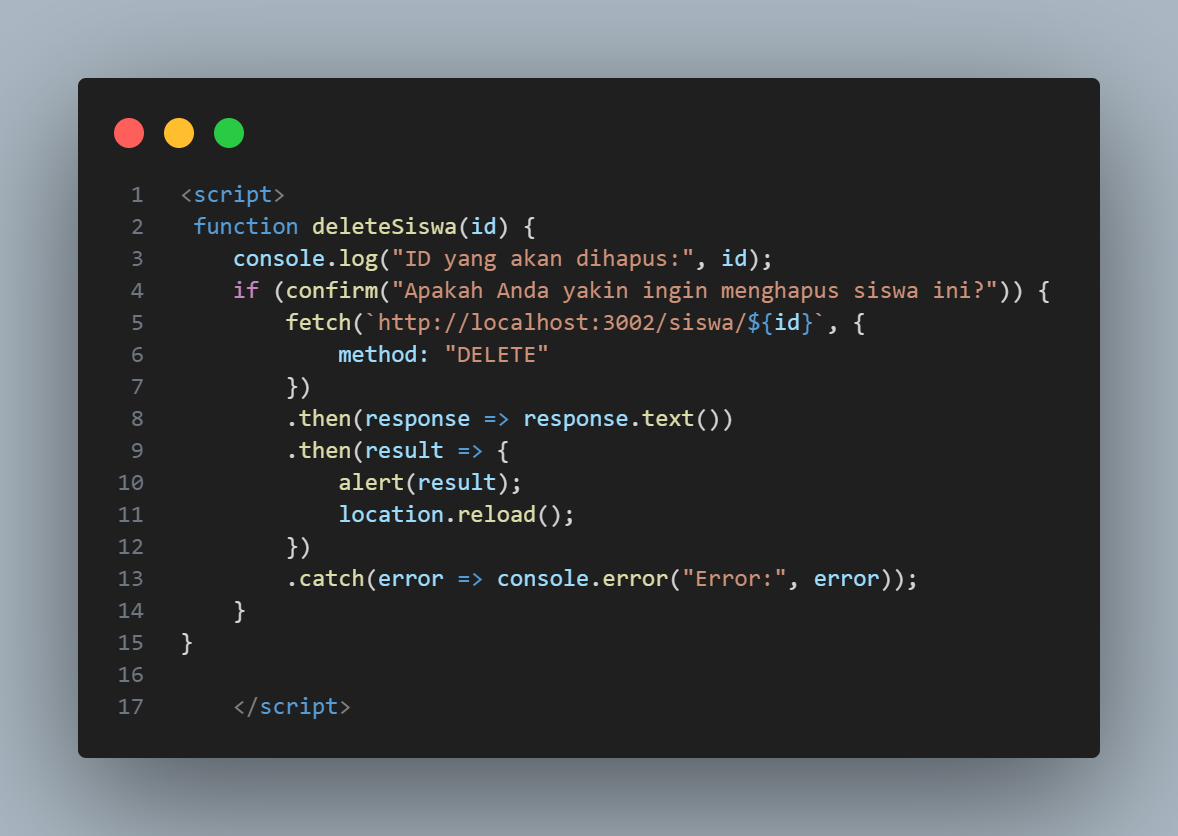 1 <script>
2 function deleteSiswa(id) {
3 console.log("ID yang akan dihapus:", id);
4 if (confirm("Apakah Anda yakin ingin menghapus siswa ini?")) {
5 fetch(`http://localhost:3002/siswa/${id}`, {
6 method: "DELETE"
7 })
8 .then(response => response.text())
9 .then(result => {
10 alert(result);
11 location.reload();
12 })
13 .catch(error => console.error("Error:", error));
14 }
15 }
16
17 </script>